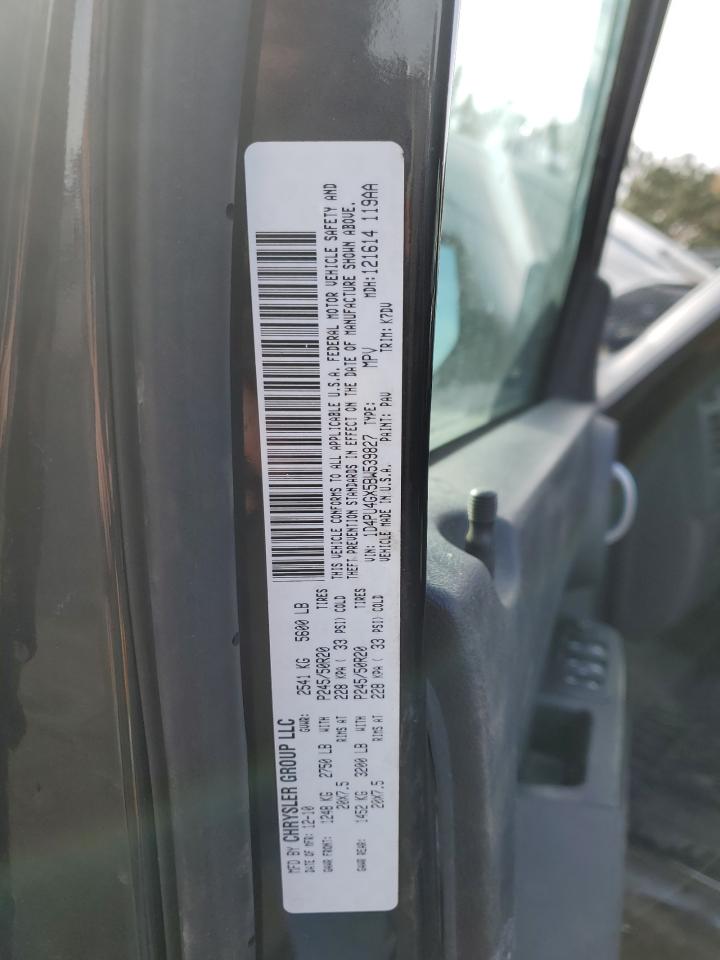 MFD BY CHRYSLER GROUP LLC
DATE OF MFR: 12-10 GVWR: 2541 KG 5600 LB
GAWR FRONT: 1248 KG 2750 LB WITH P245/50R20 TIRES
20X7.5 RIMS AT 228 KPA ( 33 PSI) COLD
GAWR REAR: 1452 KG 3200 LB WITH P245/50R20 TIRES
20X7.5 RIMS AT 228 KPA ( 33 PSI) COLD
THIS VEHICLE CONFORMS TO ALL APPLICABLE U.S.A. FEDERAL MOTOR VEHICLE SAFETY AND
THEFT PREVENTION STANDARDS IN EFFECT ON THE DATE OF MANUFACTURE SHOWN ABOVE.
VIN: 1D4PU4GX5BW539827 TYPE: MPV MDH:121614 119AA
VEHICLE MADE IN U.S.A. PAINT: PAV TRIM: K7DV